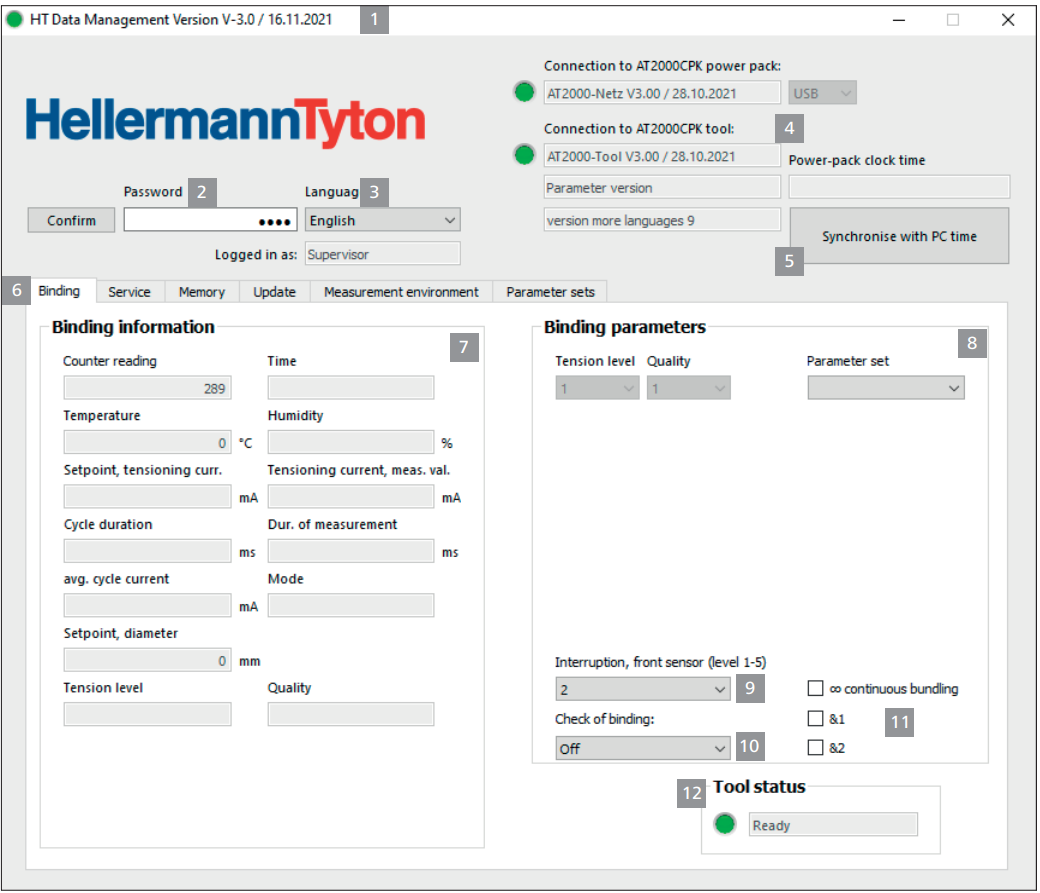 HT Data Management Version V-3.0 / 16.11.2021 1
HellermannTyton
Connection to AT2000CPK power pack:
AT2000-Netz V3.00 / 28.10.2021 USB
Connection to AT2000CPK tool: 4
AT2000-Tool V3.00 / 28.10.2021 Power-pack clock time
Parameter version
version more languages 9
Synchronise with PC time
5
Password 2 Languag 3
Confirm •••• English
Logged in as: Supervisor
6 Binding Service Memory Update Measurement environment Parameter sets
Binding information
7
Counter reading Time
289
Temperature Humidity
0 °C %
Setpoint, tensioning curr. Tensioning current, meas. val.
mA mA
Cycle duration Dur. of measurement
ms ms
avg. cycle current Mode
mA
Setpoint, diameter
0 mm
Tension level Quality
Binding parameters
8
Tension level Quality Parameter set
1 1
Interruption, front sensor (level 1-5)
2 9 ∞ continuous bundling
Check of binding: &1 11
Off 10 &2
12 Tool status
Ready